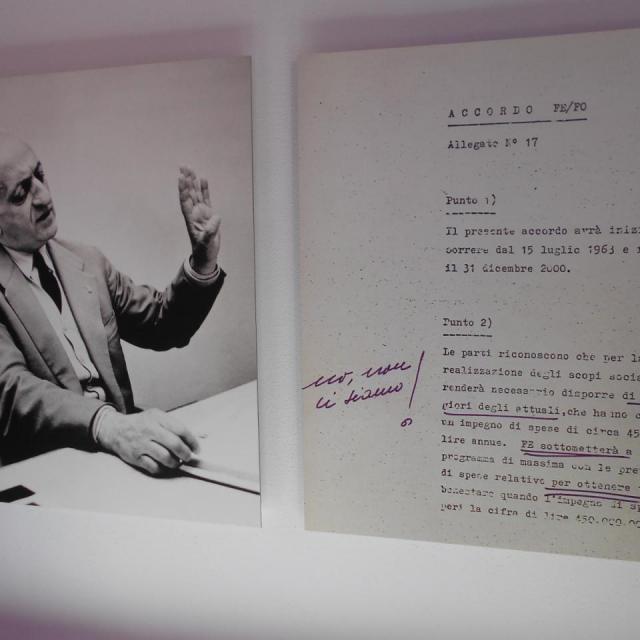 ACCORDO FE/FO
Allegato N° 17
Punto 1)
Il presente accordo avrà inizi
correre dal 15 luglio 1963 e
il 31 dicembre 2000.
Punto 2)
Le parti riconoscono che per l
realizzazione degli scopi socia
renderà necessario disporre di
giori degli attuali, che hanno
un impegno di spese di circa 45
lire annue. FE sottometterà a
programma di massima con le pre
di spese relativo per ottenere
benestare quando l'impegno di sp
peri la cifra di lire 450.000.00
no, non
ci siamo!